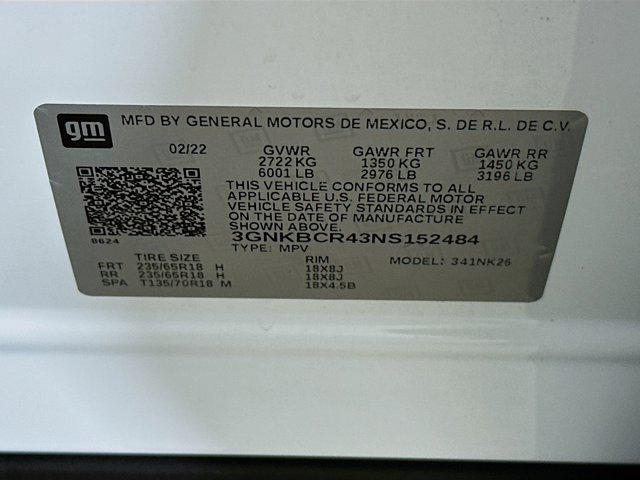 gm
MFD BY GENERAL MOTORS DE MEXICO, S. DE R.L. DE C.V.
02/22 GVWR GAWR FRT GAWR RR
2722 KG 1350 KG 1450 KG
6001 LB 2976 LB 3196 LB
THIS VEHICLE CONFORMS TO ALL
APPLICABLE U.S. FEDERAL MOTOR
VEHICLE SAFETY STANDARDS IN EFFECT
ON THE DATE OF MANUFACTURE
SHOWN ABOVE.
8624
3GNKBCR43NS152484
TYPE: MPV MODEL: 341NK26
TIRE SIZE RIM
FRT 235/65R18 H 18X8J
RR 235/65R18 H 18X8J
SPA T135/70R18 M 18X4.5B